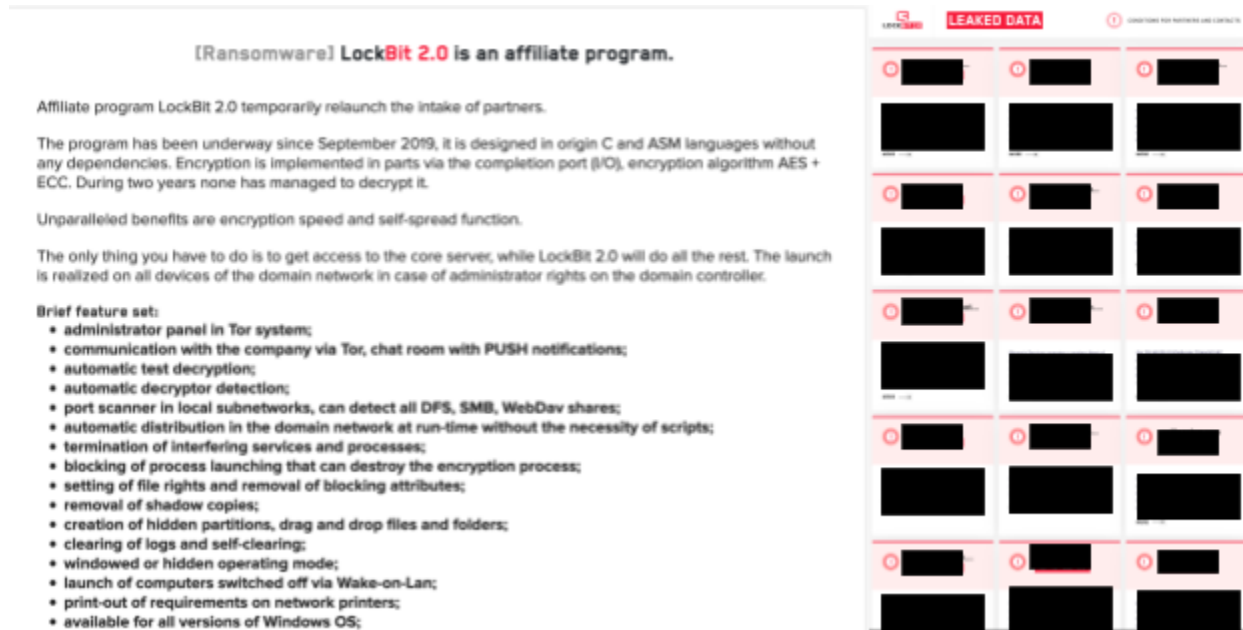 [Ransomware] LockBit 2.0 is an affiliate program.
Affiliate program LockBit 2.0 temporarily relaunch the intake of partners.
The program has been underway since September 2019, it is designed in origin C and ASM languages without
any dependencies. Encryption is implemented in parts via the completion port (I/O), encryption algorithm AES +
ECC. During two years none has managed to decrypt it.
Unparalleled benefits are encryption speed and self-spread function.
The only thing you have to do is to get access to the core server, while LockBit 2.0 will do all the rest. The launch
is realized on all devices of the domain network in case of administrator rights on the domain controller.
Brief feature set:
• administrator panel in Tor system;
• communication with the company via Tor, chat room with PUSH notifications;
• automatic test decryption;
• automatic decryptor detection;
• port scanner in local subnetworks, can detect all DFS, SMB, WebDav shares;
• automatic distribution in the domain network at run-time without the necessity of scripts;
• termination of interfering services and processes;
• blocking of process launching that can destroy the encryption process;
• setting of file rights and removal of blocking attributes;
• removal of shadow copies;
• creation of hidden partitions, drag and drop files and folders;
• clearing of logs and self-clearing;
• windowed or hidden operating mode;
• launch of computers switched off via Wake-on-Lan;
• print-out of requirements on network printers;
• available for all versions of Windows OS;
LEAKED DATA
CONDITIONS FOR PARTNERS AND CONTACTS